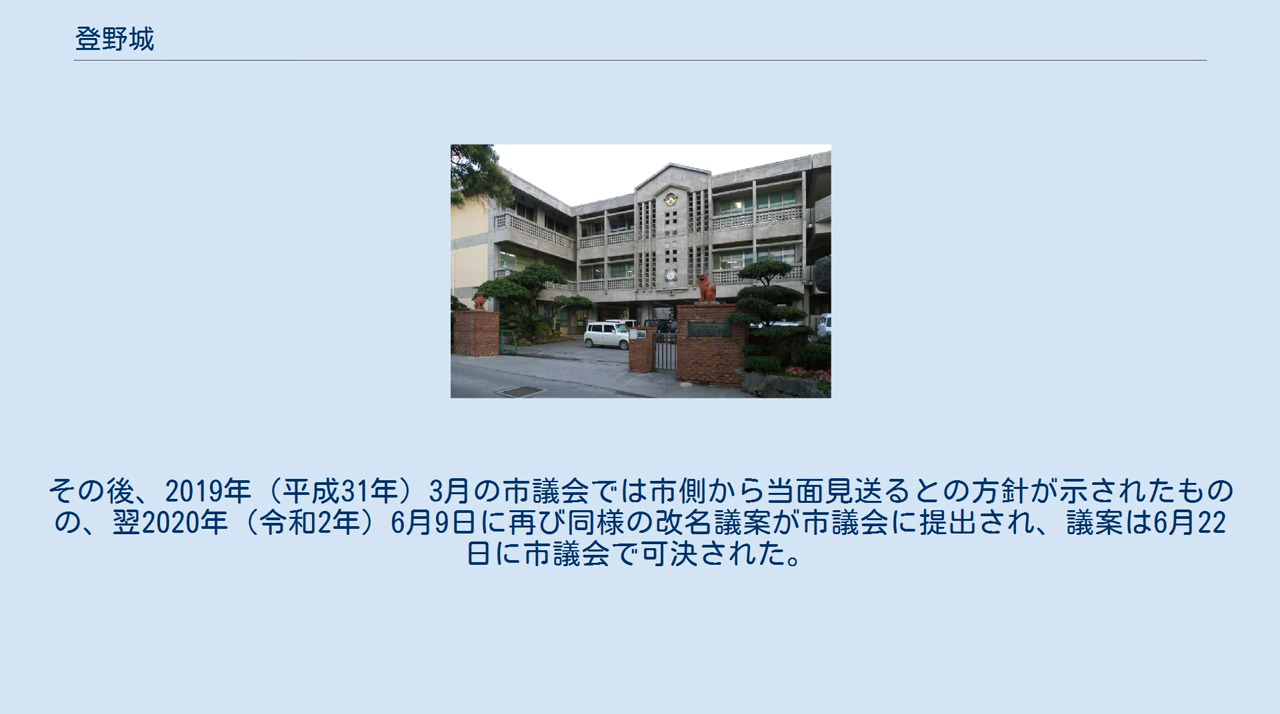 登野城
その後、2019年（平成31年）3月の市議会では市側から当面見送るとの方針が示されたもの
の、翌2020年（令和2年）6月9日に再び同様の改名議案が市議会に提出され、議案は6月22
日に市議会で可決された。